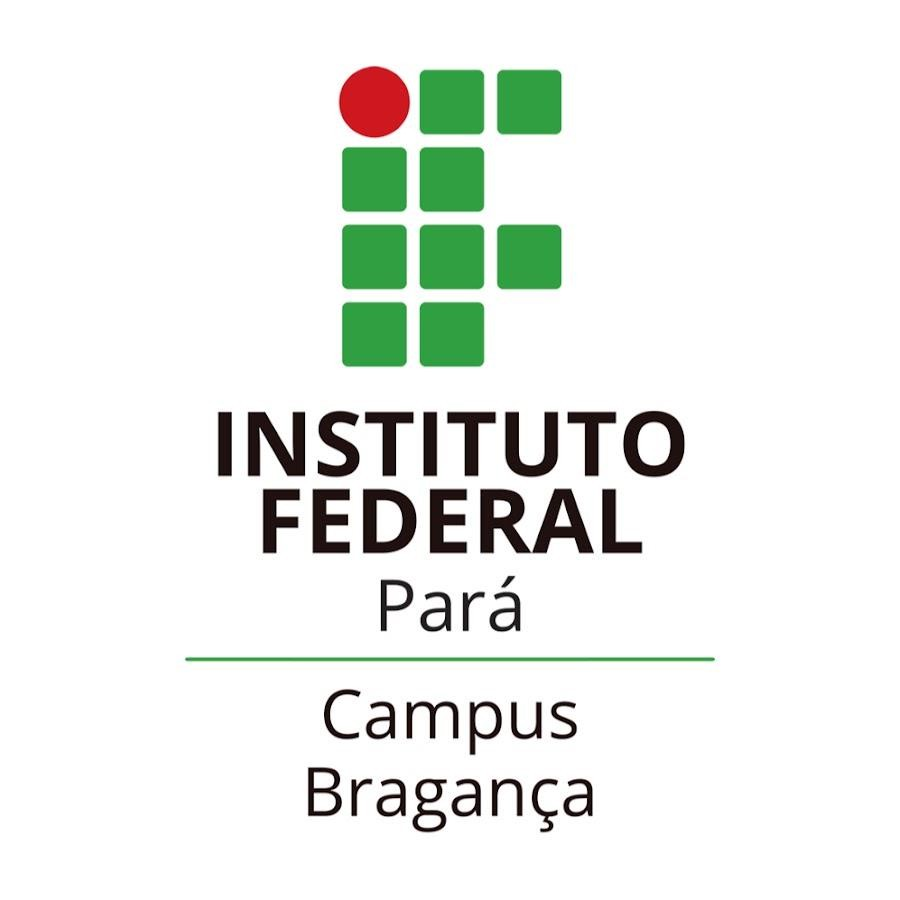 INSTITUTO
FEDERAL
Pará
Campus
Bragança